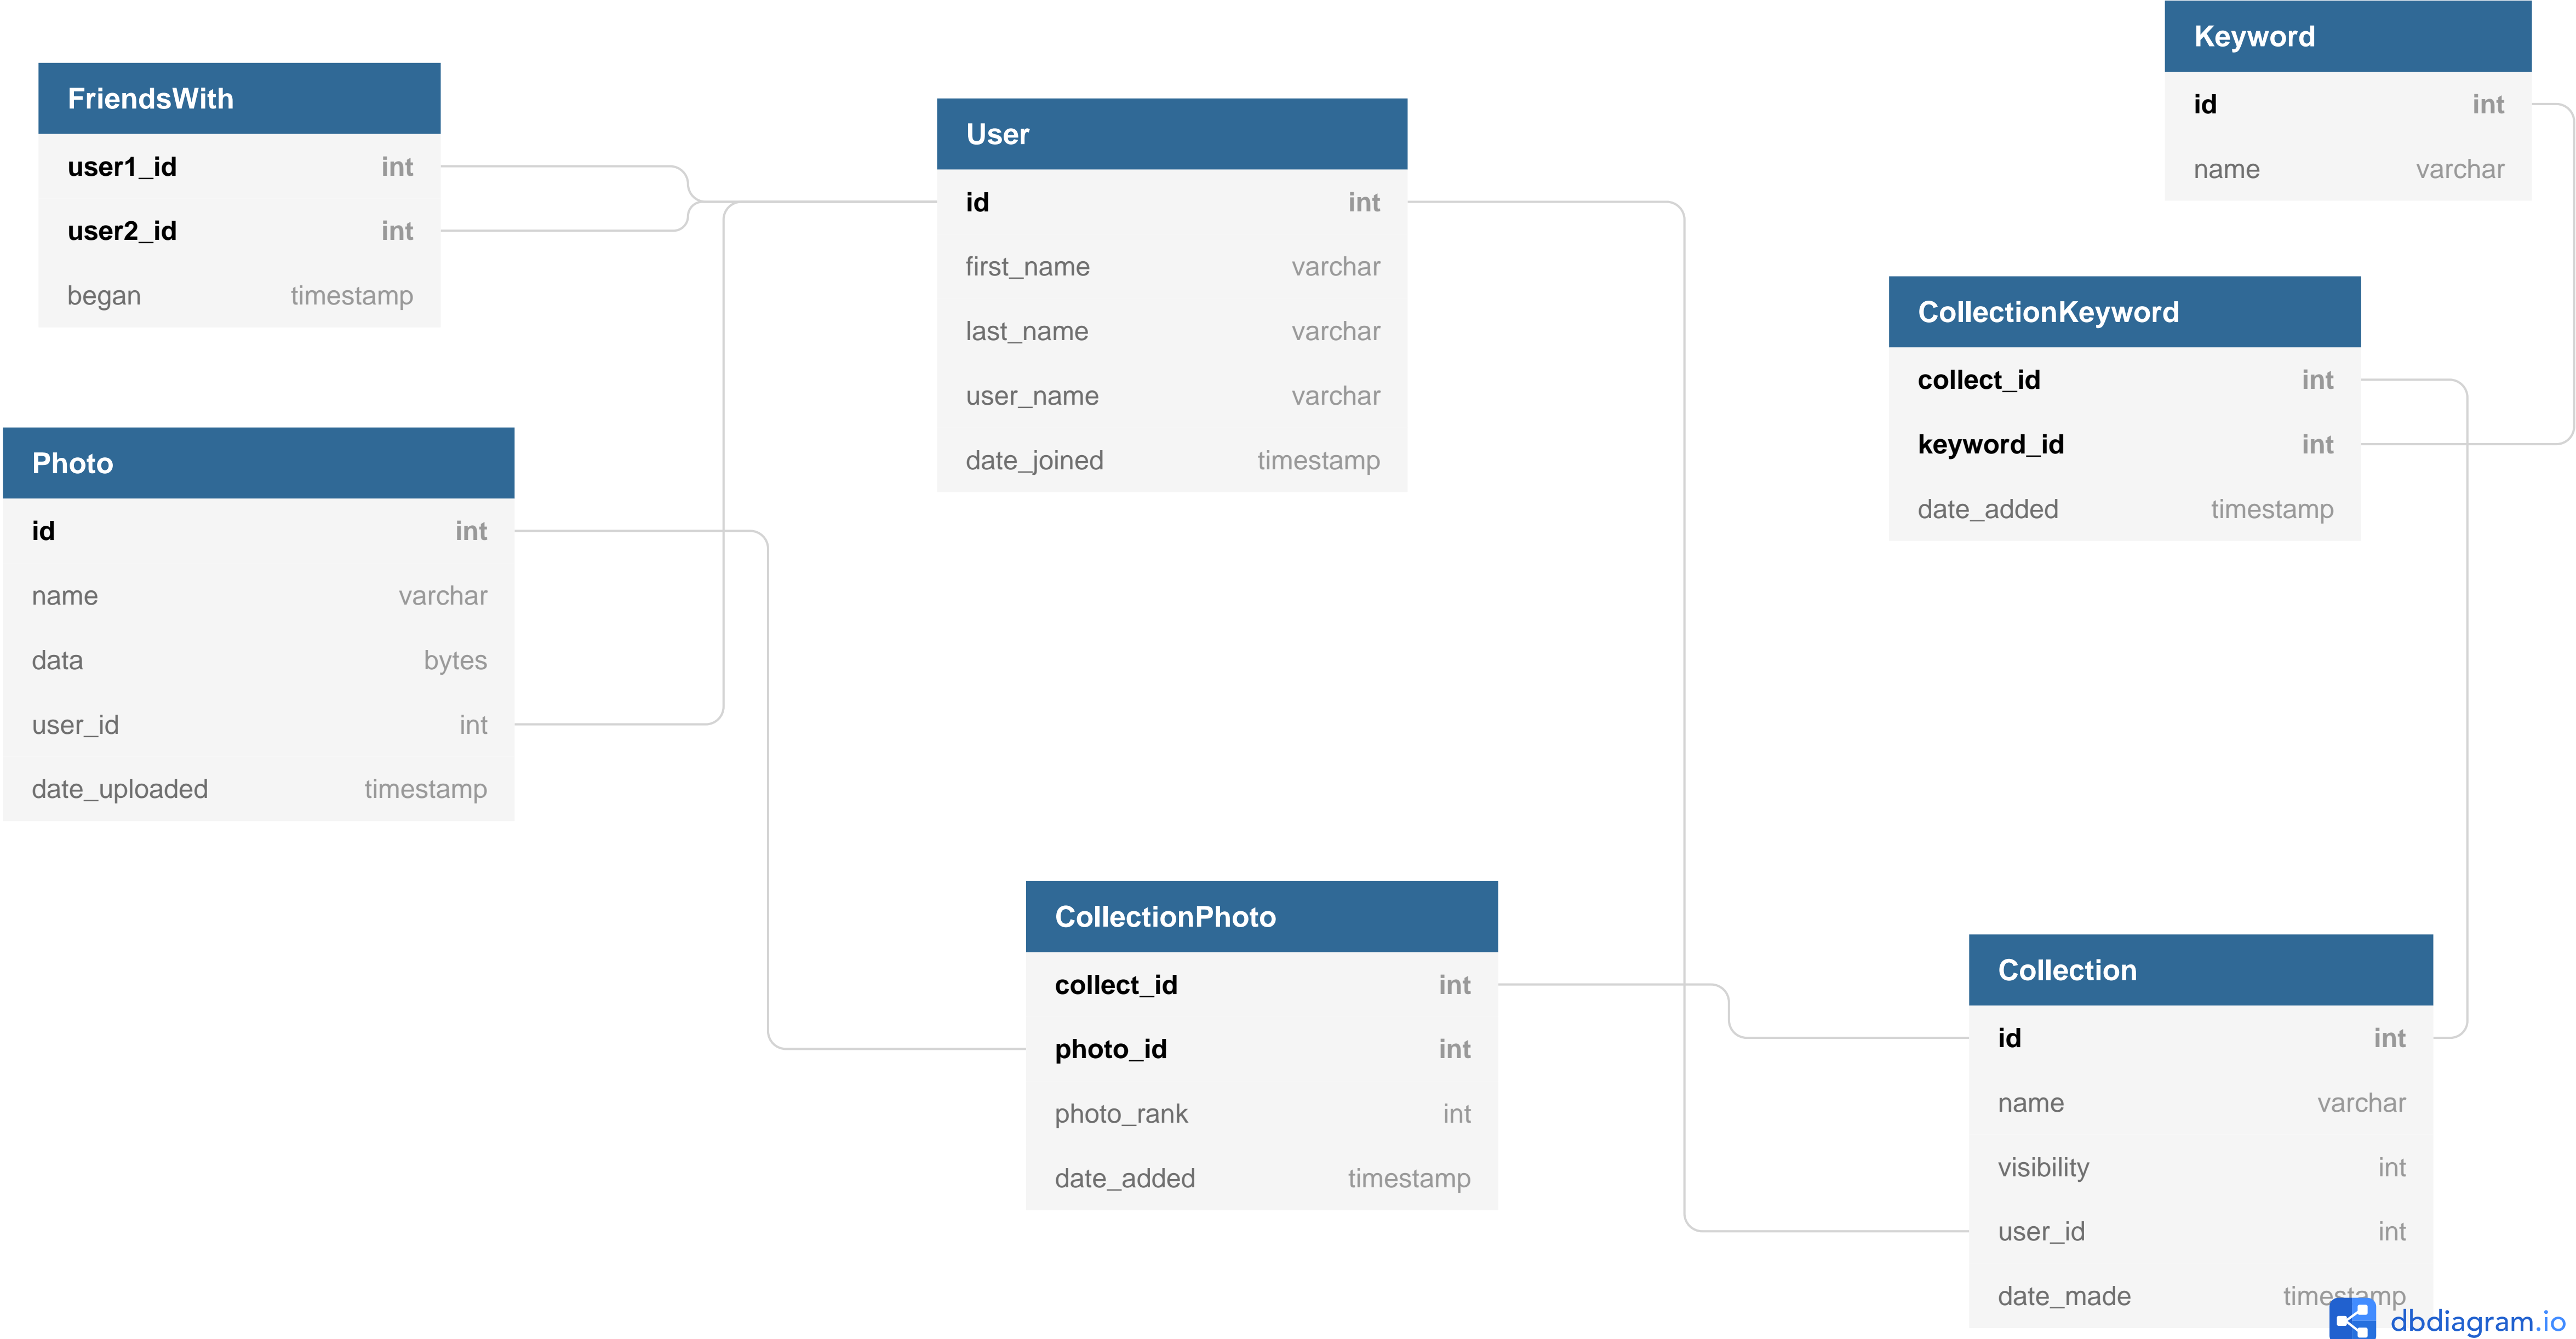 FriendsWith
user1_id int
user2_id int
began timestamp
Photo
id int
name varchar
data bytes
user_id int
date_uploaded timestamp
User
id int
first_name varchar
last_name varchar
user_name varchar
date_joined timestamp
CollectionPhoto
collect_id int
photo_id int
photo_rank int
date_added timestamp
Keyword
id int
name varchar
CollectionKeyword
collect_id int
keyword_id int
date_added timestamp
Collection
id int
name varchar
visibility int
user_id int
date_made timestamp
dbdiagram.io